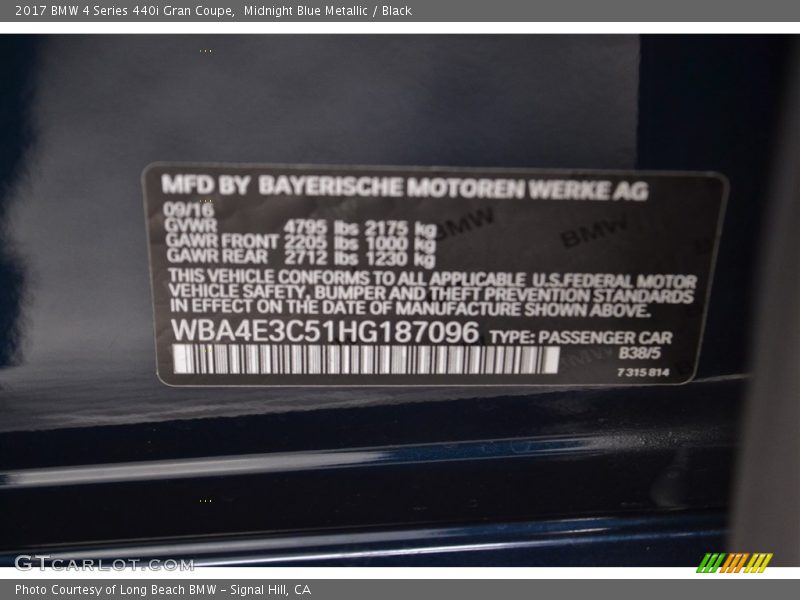 2017 BMW 4 Series 440i Gran Coupe,  Midnight Blue Metallic / Black
MFD BY BAYERISCHE MOTOREN WERKE AG
09/16
GVWR 4795 lbs 2175 kg
GAWR FRONT 2205 lbs 1000 kg
GAWR REAR 2712 lbs 1230 kg
BMW BMW
THIS VEHICLE CONFORMS TO ALL APPLICABLE U.S.FEDERAL MOTOR
VEHICLE SAFETY, BUMPER AND THEFT PREVENTION STANDARDS
IN EFFECT ON THE DATE OF MANUFACTURE SHOWN ABOVE.
WBA4E3C51HG187096 TYPE: PASSENGER CAR
B38/5
7 315 814
GTCARLOT.COM
Photo Courtesy of Long Beach BMW - Signal Hill, CA